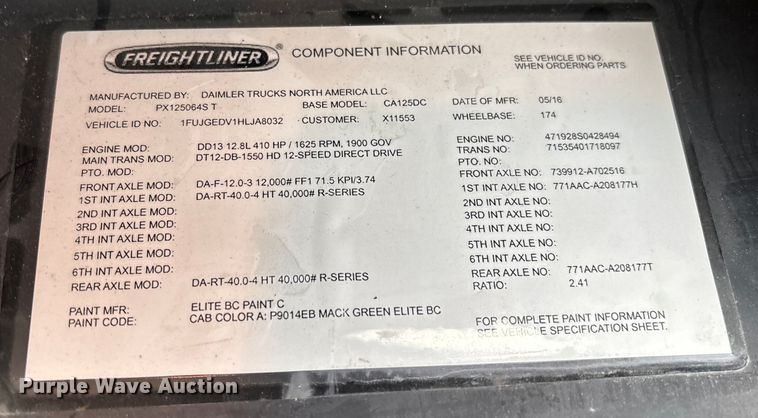 FREIGHTLINER ® COMPONENT INFORMATION
SEE VEHICLE ID NO.
WHEN ORDERING PARTS
MANUFACTURED BY: DAIMLER TRUCKS NORTH AMERICA LLC
MODEL: PX125064S T BASE MODEL: CA125DC DATE OF MFR: 05/16
VEHICLE ID NO: 1FUJGEDV1HLJA8032 CUSTOMER: X11553 WHEELBASE: 174
ENGINE MOD: DD13 12.8L 410 HP / 1625 RPM, 1900 GOV ENGINE NO: 471928S0428494
MAIN TRANS MOD: DT12-DB-1550 HD 12-SPEED DIRECT DRIVE TRANS NO: 71535401718097
PTO. MOD: PTO. NO:
FRONT AXLE MOD: DA-F-12.0-3 12,000# FF1 71.5 KPI/3.74 FRONT AXLE NO: 739912-A702516
1ST INT AXLE MOD: DA-RT-40.0-4 HT 40,000# R-SERIES 1ST INT AXLE NO: 771AAC-A208177H
2ND INT AXLE MOD: 2ND INT AXLE NO:
3RD INT AXLE MOD: 3RD INT AXLE NO:
4TH INT AXLE MOD: 4TH INT AXLE NO:
5TH INT AXLE MOD: 5TH INT AXLE NO:
6TH INT AXLE MOD: 6TH INT AXLE NO:
REAR AXLE MOD: DA-RT-40.0-4 HT 40,000# R-SERIES REAR AXLE NO: 771AAC-A208177T
RATIO: 2.41
PAINT MFR: ELITE BC PAINT C
PAINT CODE: CAB COLOR A: P9014EB MACK GREEN ELITE BC
FOR COMPLETE PAINT INFORMATION
SEE VEHICLE SPECIFICATION SHEET.
Purple Wave Auction